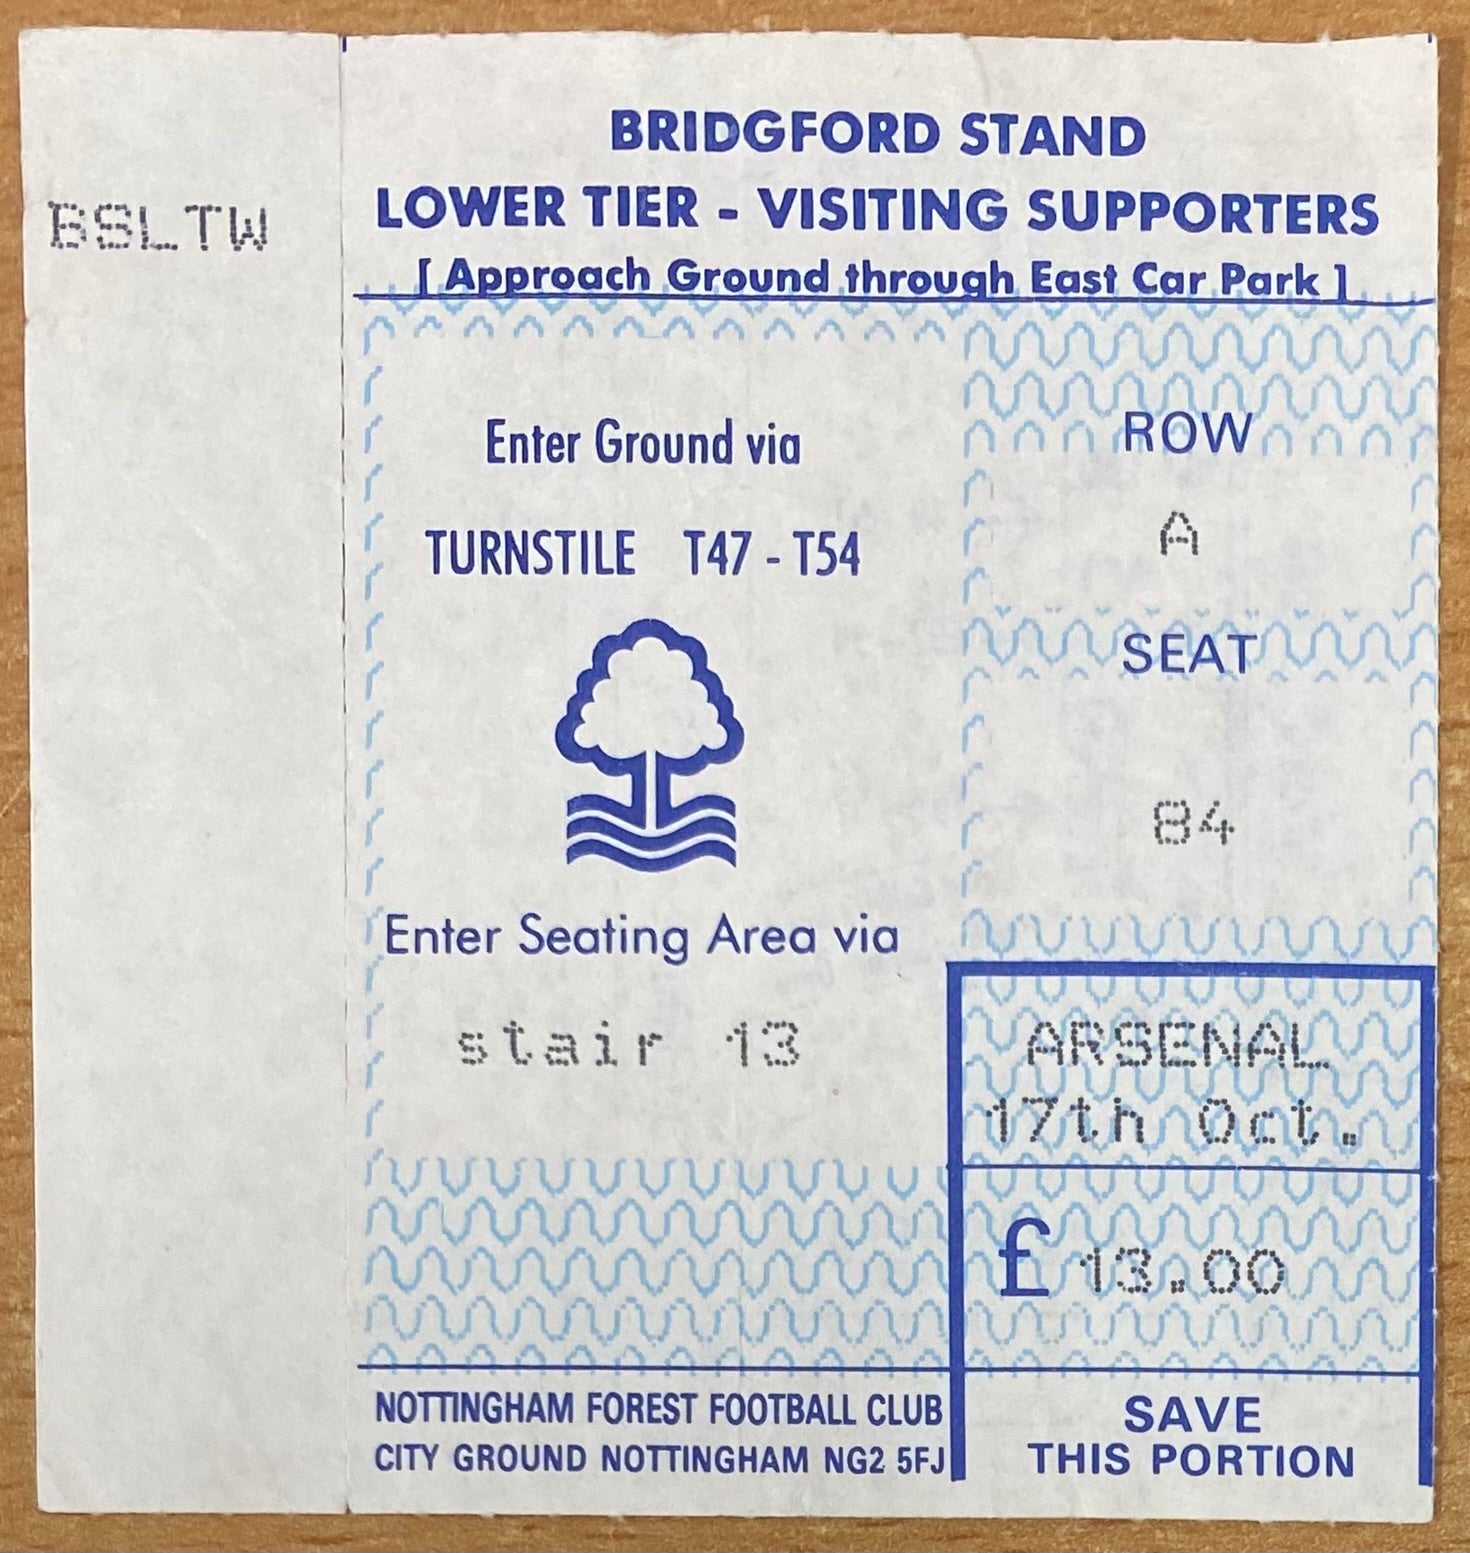 BSLTW
BRIDGFORD STAND
LOWER TIER - VISITING SUPPORTERS
[ Approach Ground through East Car Park ]
Enter Ground via
TURNSTILE T47 - T54
ROW
A
SEAT
84
Enter Seating Area via
stair 13
ARSENAL
17th Oct.
£ 13.00
NOTTINGHAM FOREST FOOTBALL CLUB
CITY GROUND NOTTINGHAM NG2 5FJ
SAVE
THIS PORTION